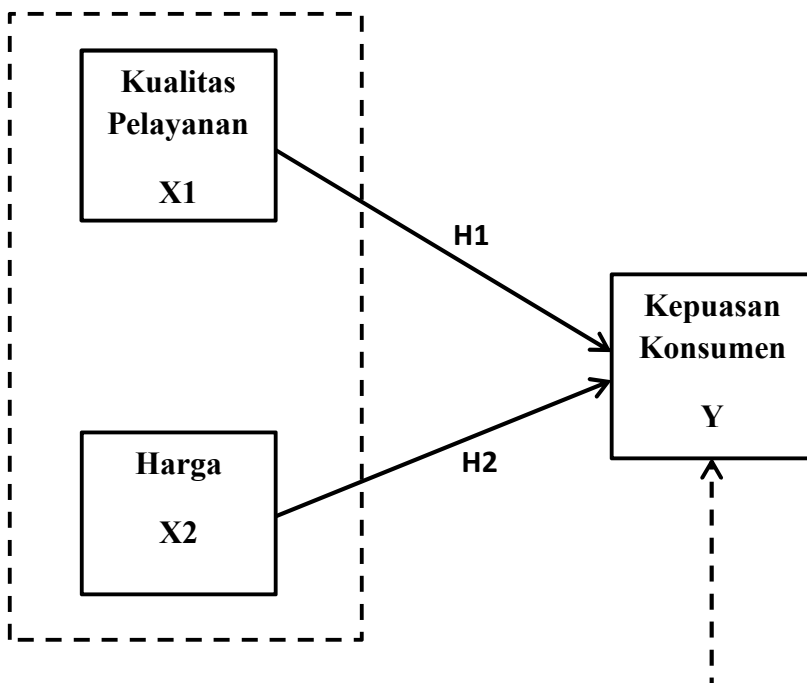 Kualitas
Pelayanan
X1
H1
Kepuasan
Konsumen
Y
Harga
X2
H2